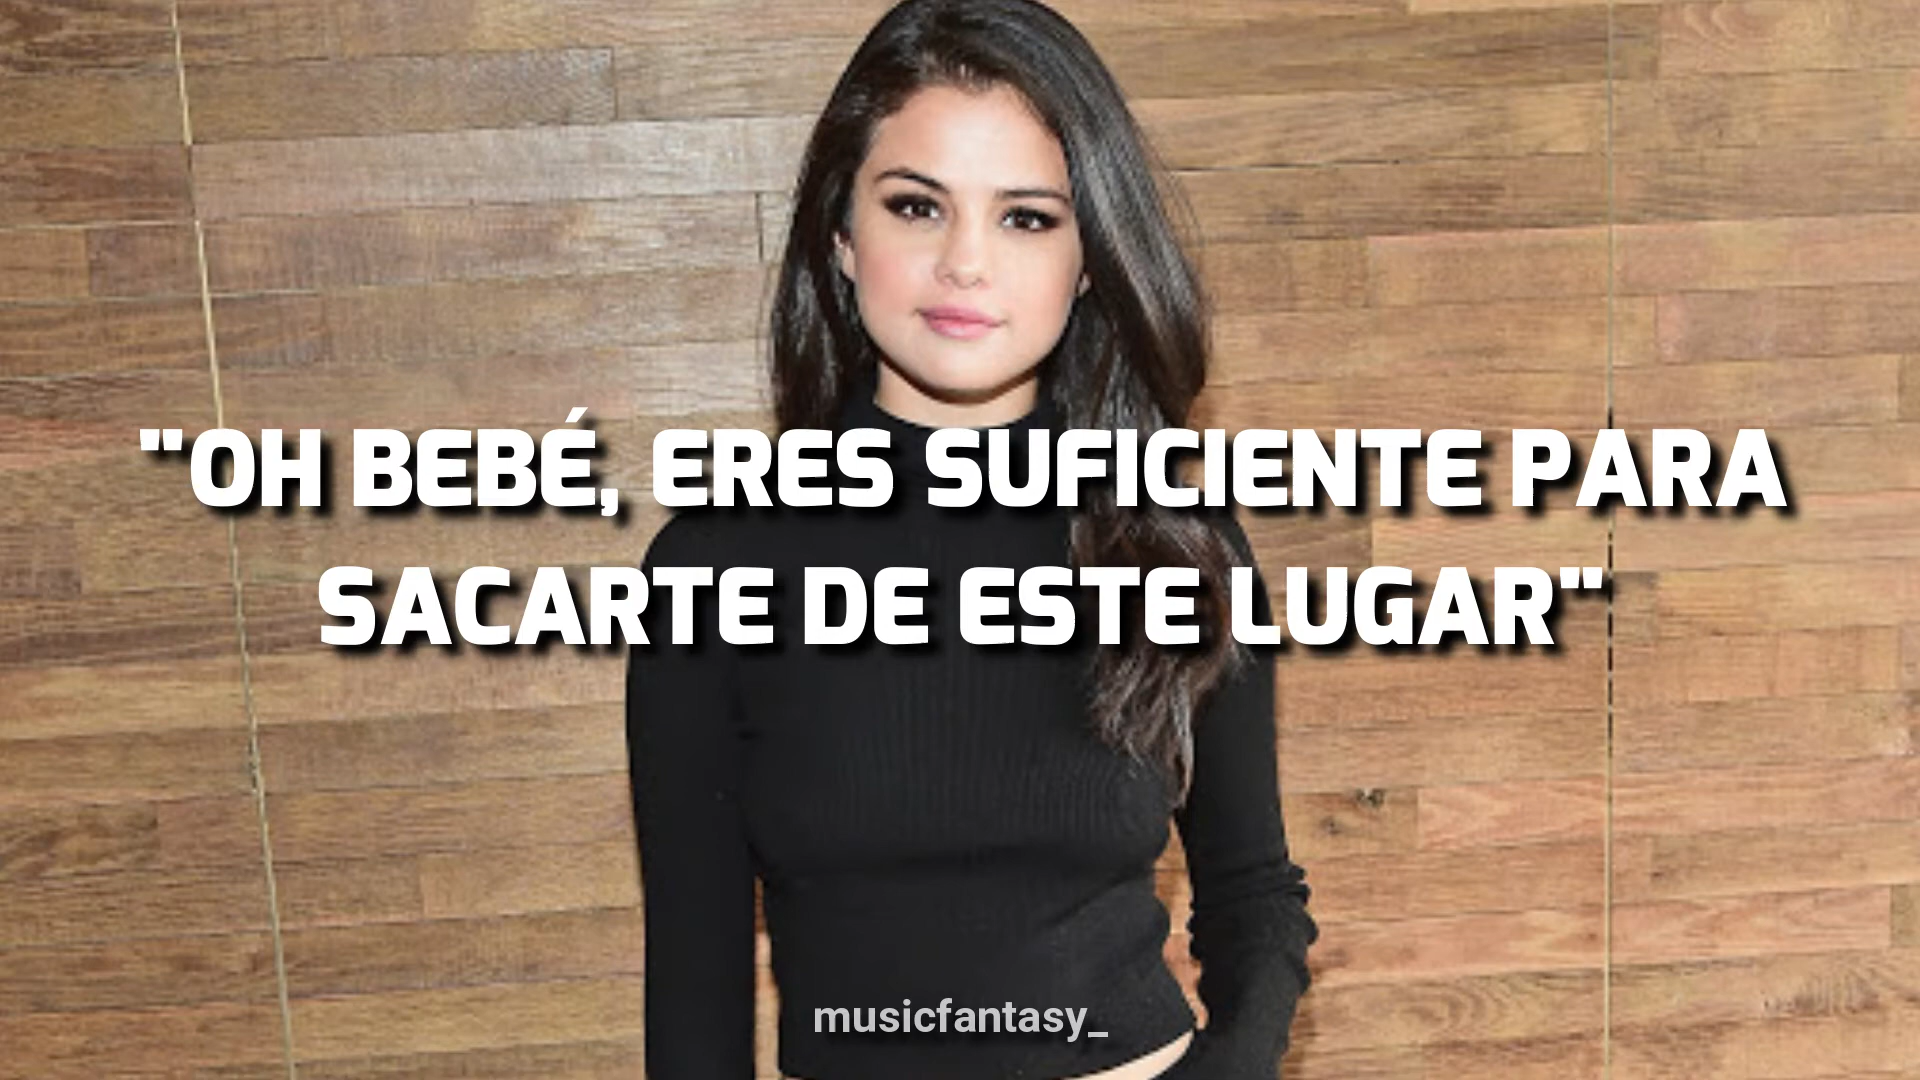 "OH BEBÉ, ERES SUFICIENTE PARA
SACARTE DE ESTE LUGAR"
musicfantasy_